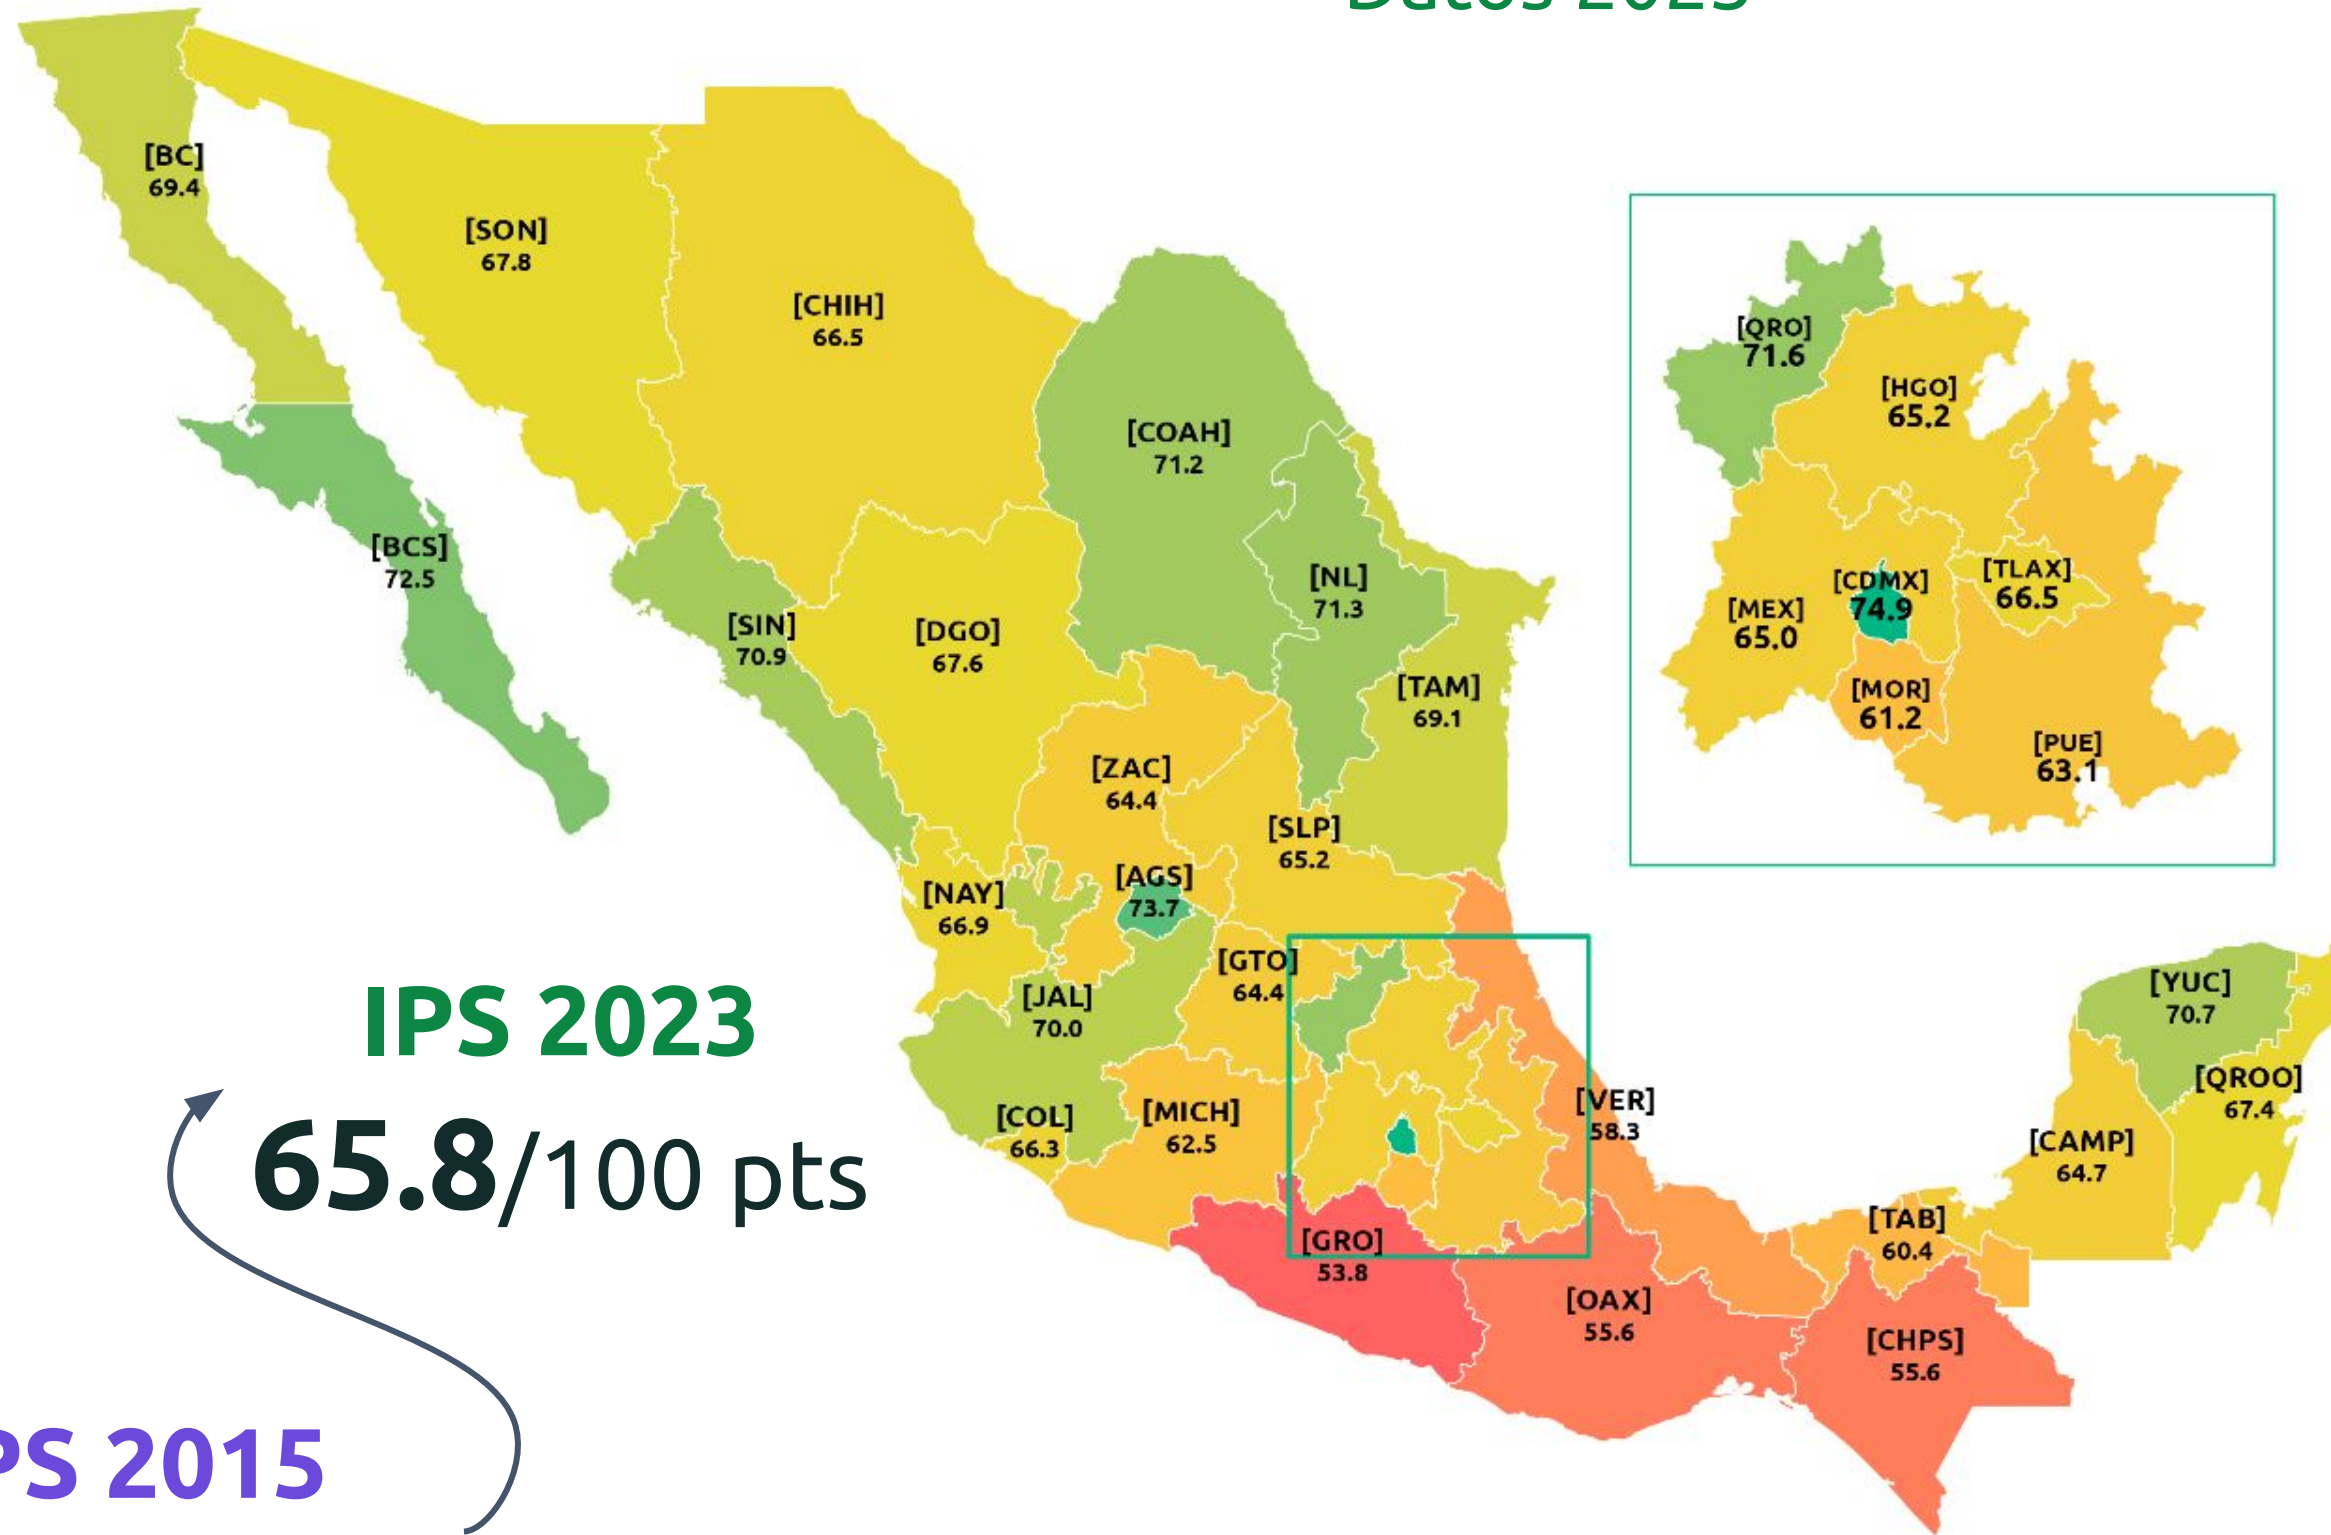 Datos 2023
[BC]
69.4
[SON]
67.8
[CHIH]
66.5
[COAH]
71.2
[BCS]
72.5
[NL]
71.3
[SIN]
70.9
[DGO]
67.6
[TAM]
69.1
[ZAC]
64.4
[SLP]
65.2
[AGS]
73.7
[NAY]
66.9
[GTO]
64.4
[JAL]
70.0
[COL]
66.3
[MICH]
62.5
[VER]
58.3
[GRO]
53.8
[OAX]
55.6
[CHPS]
55.6
[TAB]
60.4
[CAMP]
64.7
[YUC]
70.7
[QROO]
67.4
[QRO]
71.6
[HGO]
65.2
[CDMX]
74.9
[TLAX]
66.5
[MEX]
65.0
[MOR]
61.2
[PUE]
63.1
IPS 2023
65.8/100 pts
PS 2015